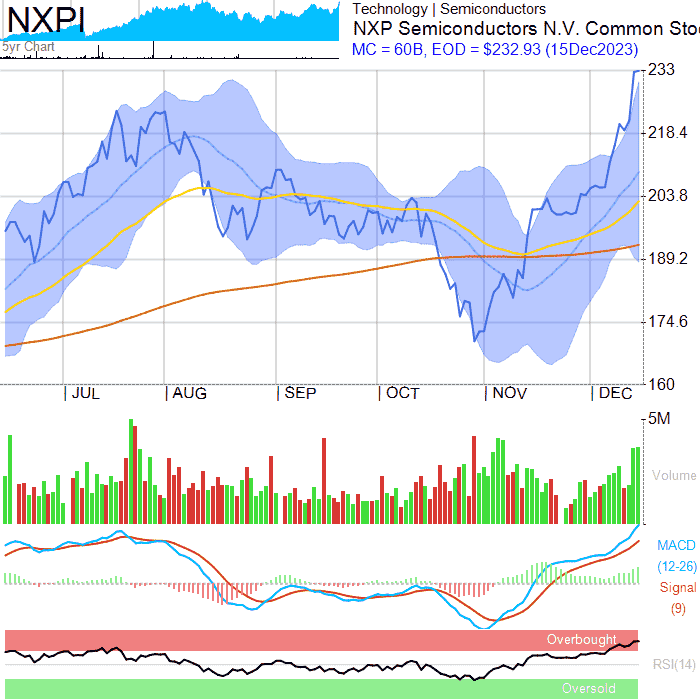 NXPI
5yr Chart
Technology | Semiconductors
NXP Semiconductors N.V. Common Sto
MC = 60B, EOD = $232.93 (15Dec2023)
233
218.4
203.8
189.2
174.6
160
JUL
AUG
SEP
OCT
NOV
DEC
5M
Volume
MACD
(12-26)
Signal
(9)
Overbought
RSI(14)
Oversold